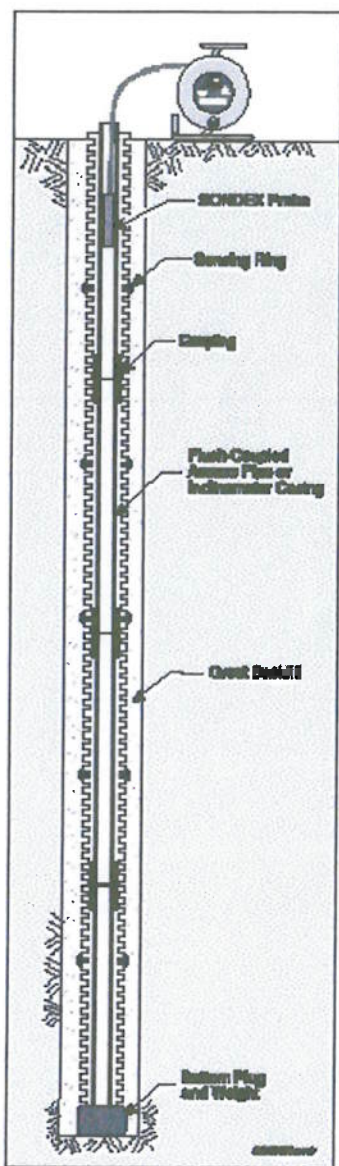 SONDEX Probe
Sensing Ring
Coupling
Flush-Coupled
Access Pipe or
Inclinometer Casing
Grout Backfill
Bottom Plug
and Weight